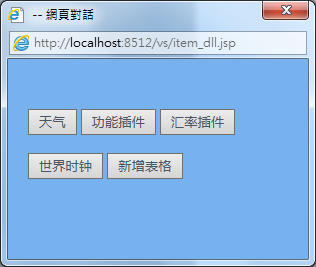 -- 網頁對話
http://localhost:8512/vs/item_dll.jsp
天气 功能插件 汇率插件
世界时钟 新增表格